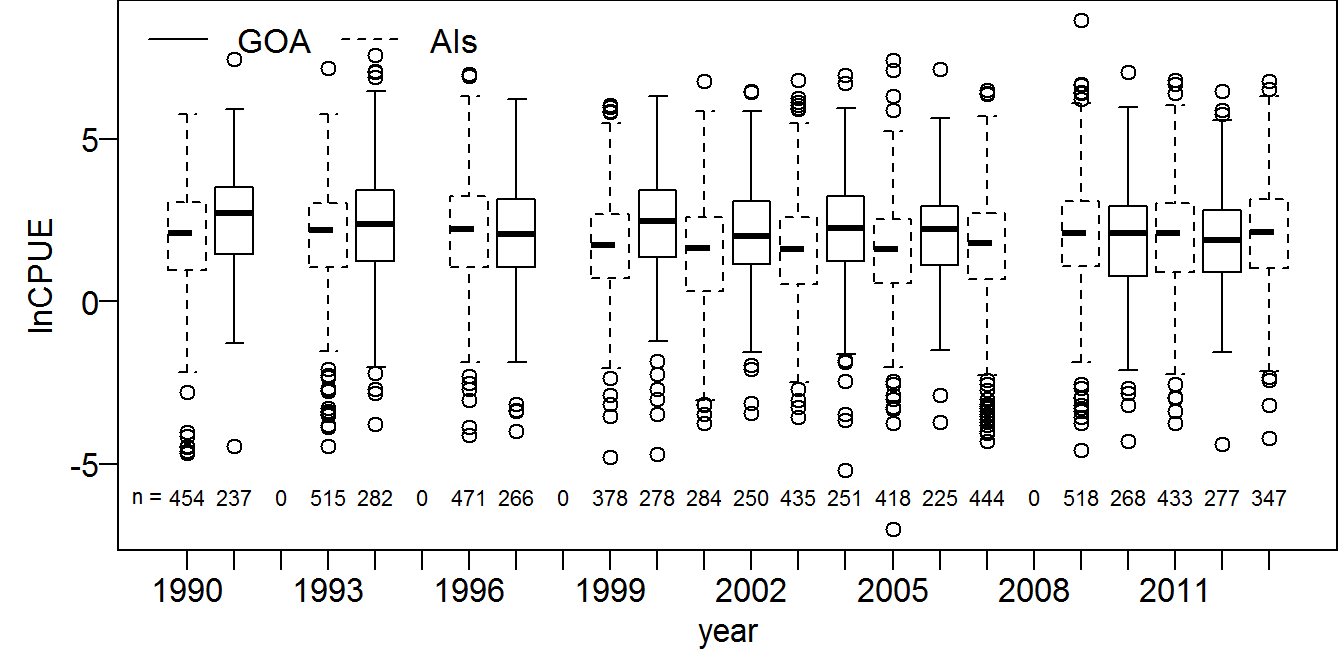 GOA AIs
5
0
-5
lnCPUE
n = 454 237 0 515 282 0 471 266 0 378 278 284 250 435 251 418 225 444 0 518 268 433 277 347
1990 1993 1996 1999 2002 2005 2008 2011
year